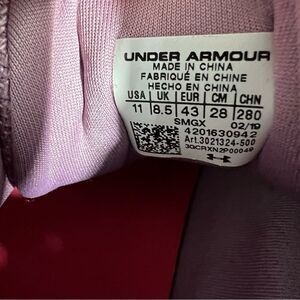 UNDER ARMOUR
MADE IN CHINA
FABRIQUÉ EN CHINE
HECHO EN CHINA
USA UK EUR CM CHN
11 8.5 43 28 280
SMGX 02/19
4201630942
Art.3021324-500
3GCRXN2P00049